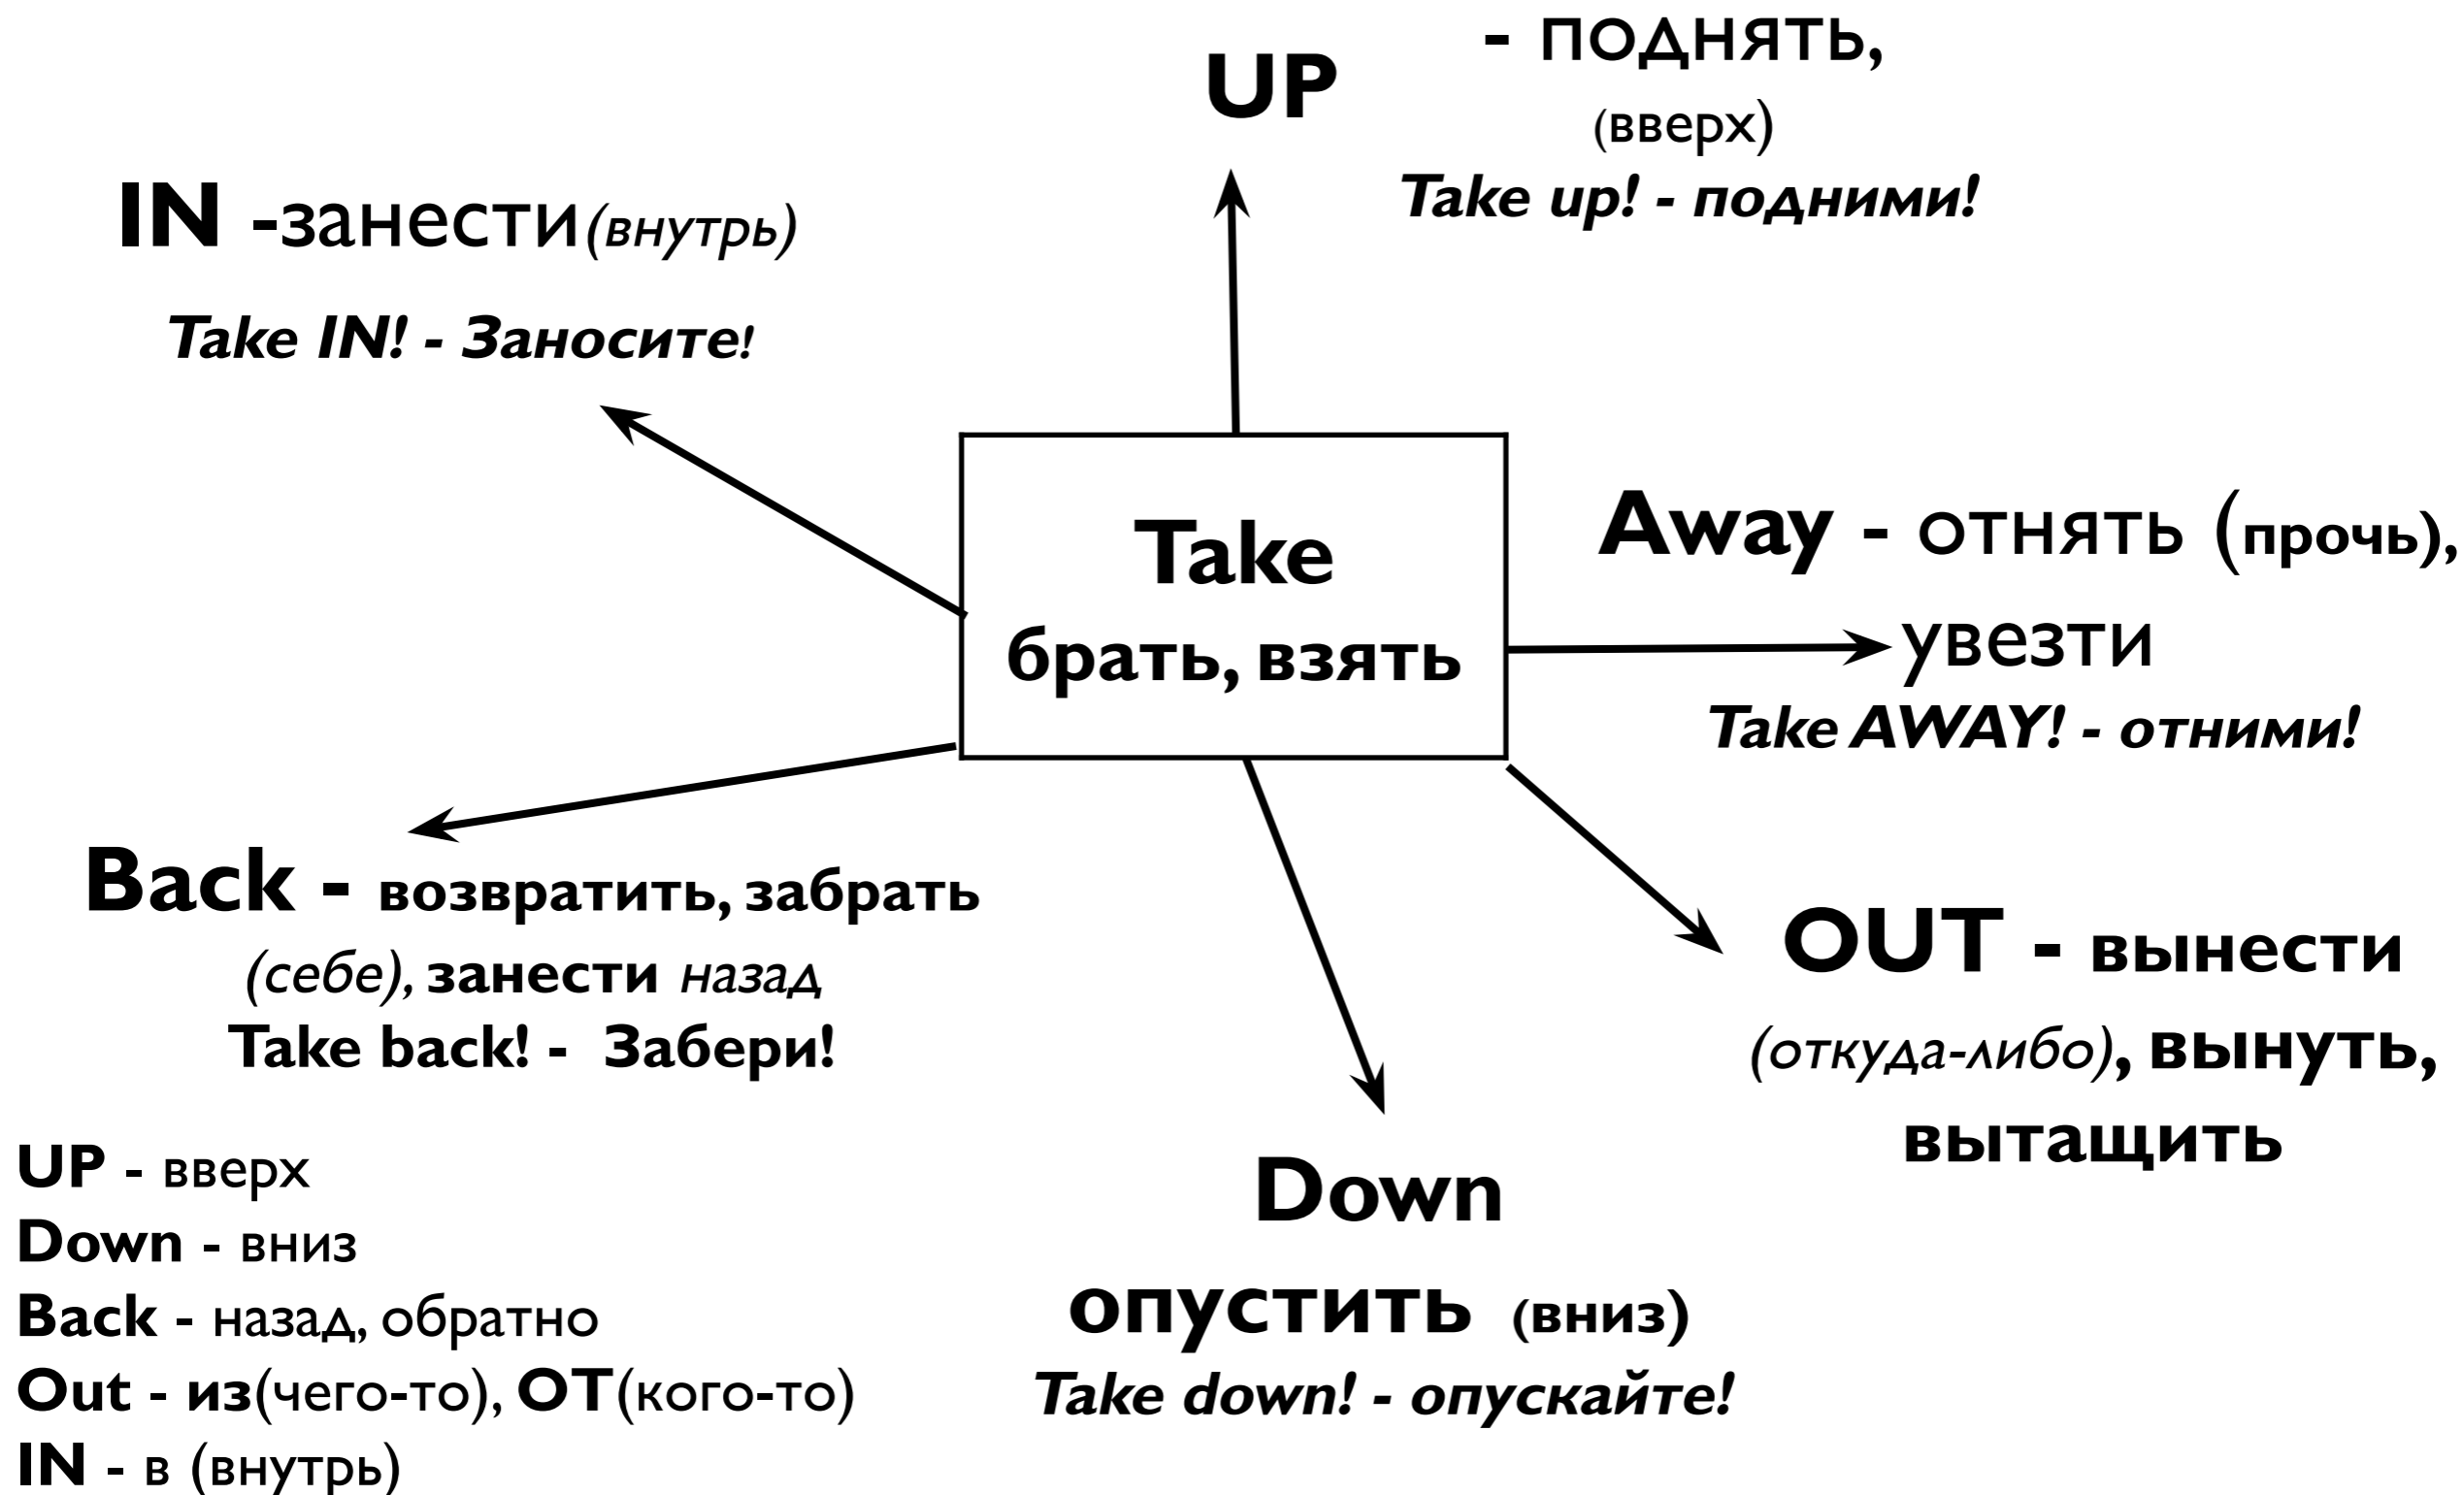 UP - поднять,
(вверх)
Take up! - подними!
IN -занести(внутрь)
Take IN! - Заносите!
Take
брать, взять
Away - отнять (прочь),
увезти
Take AWAY! - отними!
Back - возвратить, забрать
(себе), занести назад
Take back! - Забери!
OUT - вынести
(откуда-либо), вынуть,
вытащить
Down
опустить (вниз)
Take down! - опускайте!
UP - вверх
Down - вниз
Back - назад, обратно
Out - из(чего-то), ОТ(кого-то)
IN - в (внутрь)